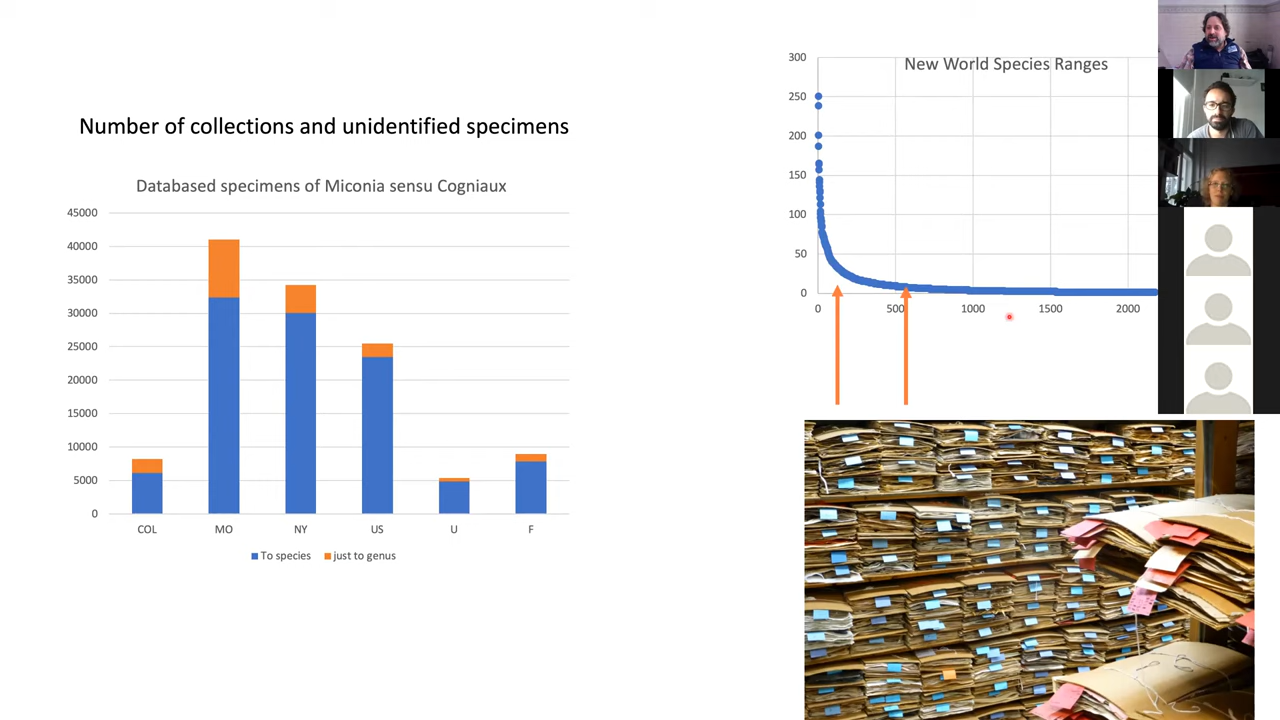 Number of collections and unidentified specimens
Databased specimens of Miconia sensu Cogniaux
45000
40000
35000
30000
25000
20000
15000
10000
5000
0
COL MO NY US U F
To species just to genus
New World Species Ranges
300
250
200
150
100
50
0
0 500 1000 1500 2000